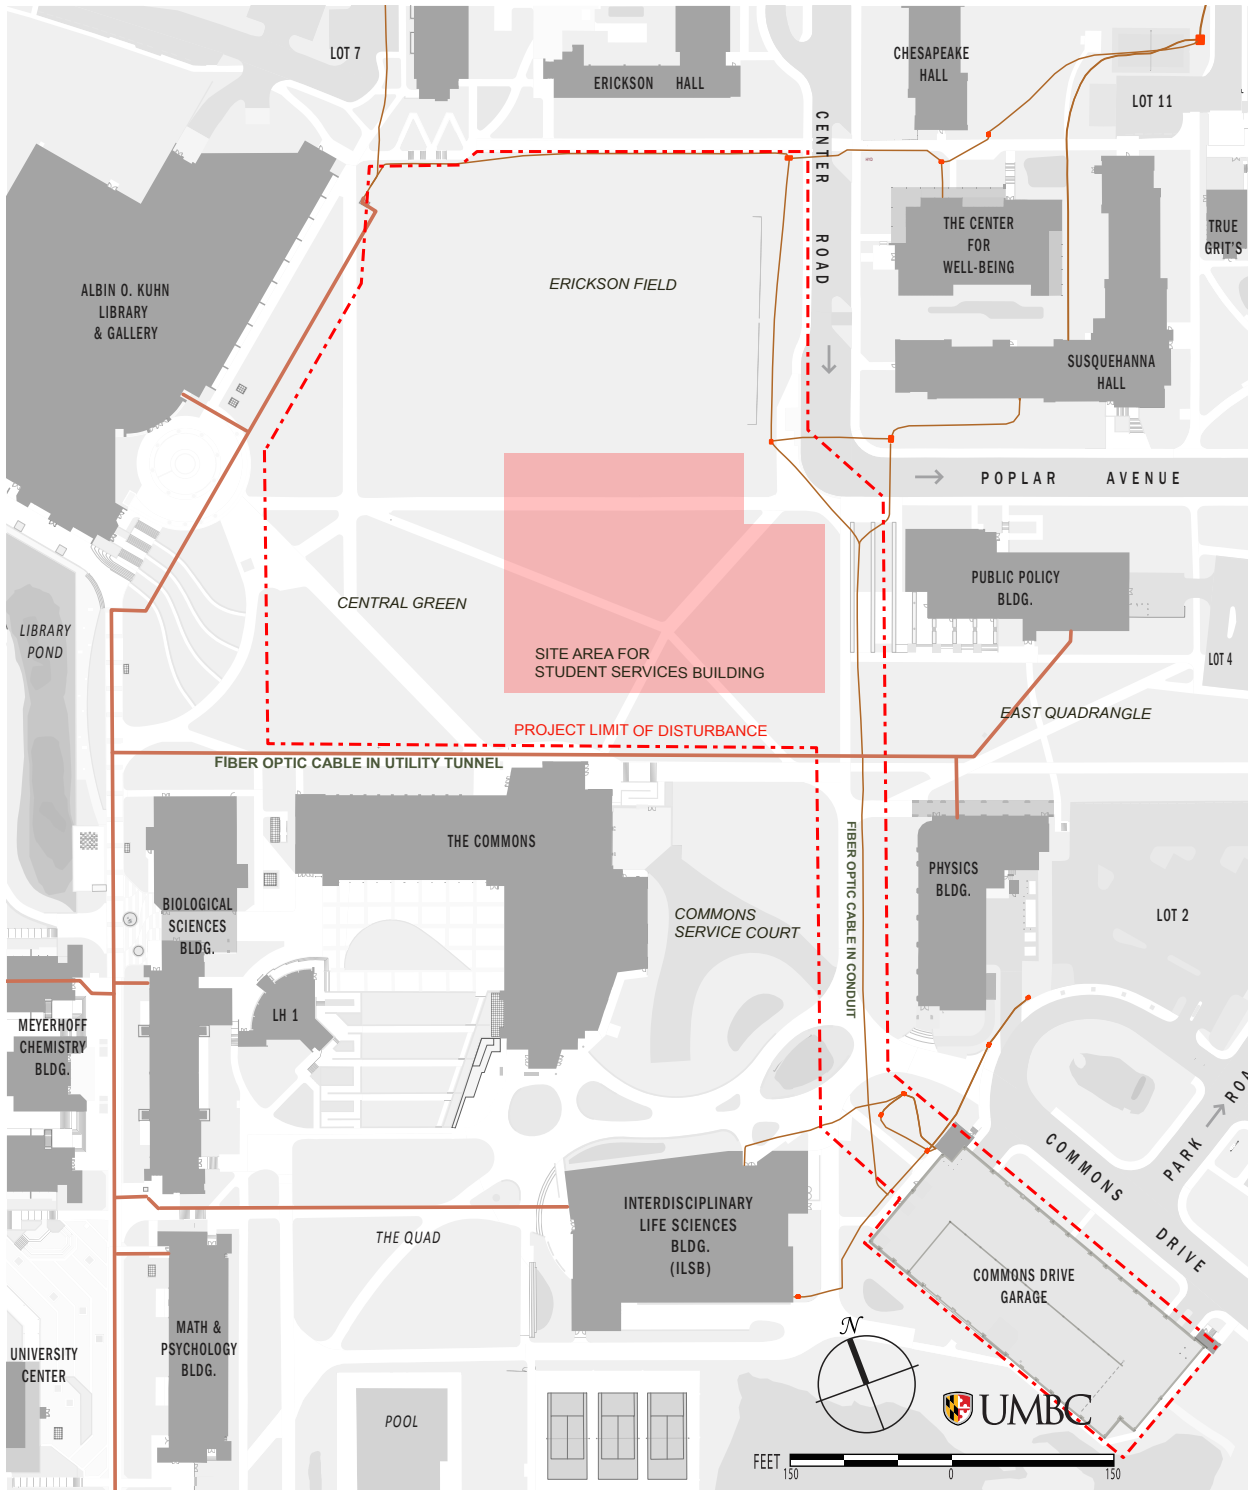 LOT 7
ERICKSON HALL
CHESAPEAKE
HALL
LOT 11
CENTER ROAD
THE CENTER
FOR
WELL-BEING
TRUE
GRIT'S
ERICKSON FIELD
ALBIN O. KUHN
LIBRARY
& GALLERY
SUSQUEHANNA
HALL
POPLAR AVENUE
PUBLIC POLICY
BLDG.
CENTRAL GREEN
LIBRARY
POND
SITE AREA FOR
STUDENT SERVICES BUILDING
LOT 4
EAST QUADRANGLE
PROJECT LIMIT OF DISTURBANCE
FIBER OPTIC CABLE IN UTILITY TUNNEL
THE COMMONS
FIBER OPTIC CABLE IN CONDUIT
PHYSICS
BLDG.
BIOLOGICAL
SCIENCES
BLDG.
COMMONS
SERVICE COURT
LOT 2
LH 1
MEYERHOFF
CHEMISTRY
BLDG.
PARK ROA
COMMONS DRIVE
INTERDISCIPLINARY
LIFE SCIENCES
BLDG.
(ILSB)
THE QUAD
COMMONS DRIVE
GARAGE
MATH &
PSYCHOLOGY
BLDG.
UNIVERSITY
CENTER
N
POOL
UMBC
FEET
150 0 150